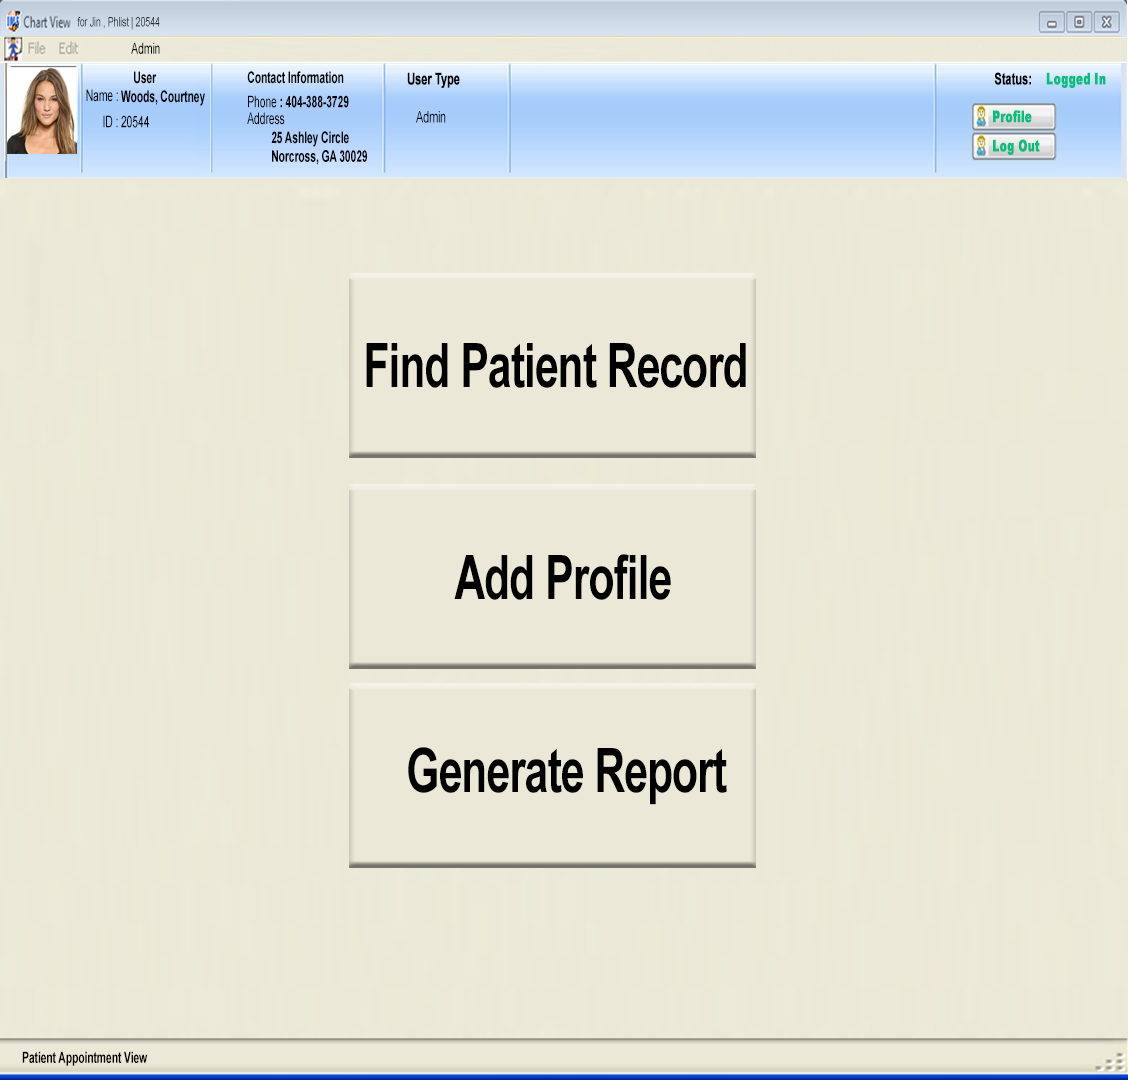 Chart View for Jin , Phlist | 20544
File Edit Admin
User
Name : Woods, Courtney
ID : 20544
Contact Information
Phone : 404-388-3729
Address
25 Ashley Circle
Norcross, GA 30029
User Type
Admin
Status: Logged In
Profile
Log Out
Find Patient Record
Add Profile
Generate Report
Patient Appointment View